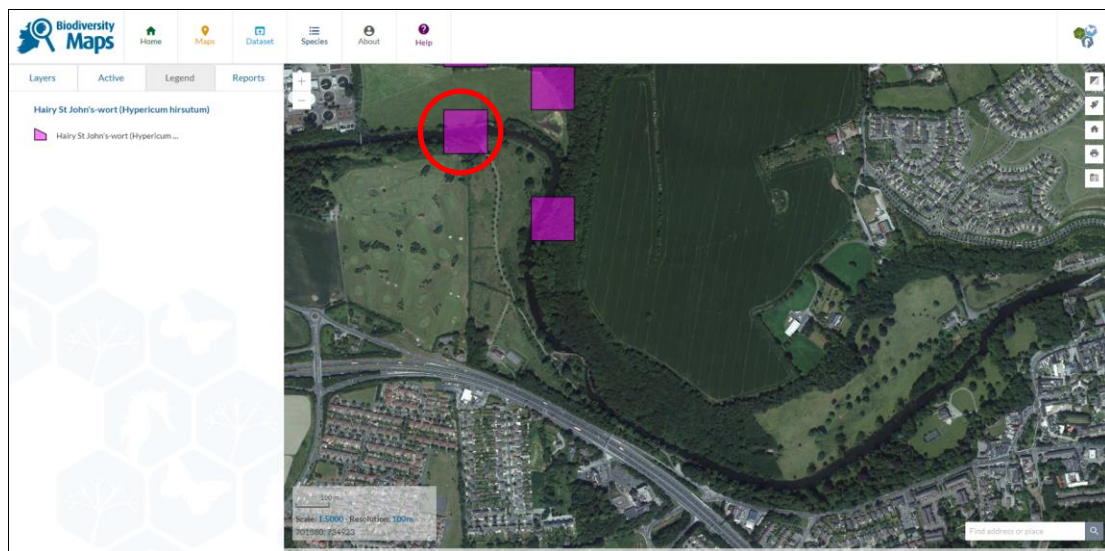 Biodiversity
Maps
Home
Maps
Dataset
Species
About
Help
Layers
Active
Legend
Reports
Hairy St John's-wort (Hypericum hirsutum)
Hairy St John's-wort (Hypericum ...
100 m
Scale: 1:5000 - Resolution: 100m
Find address or place